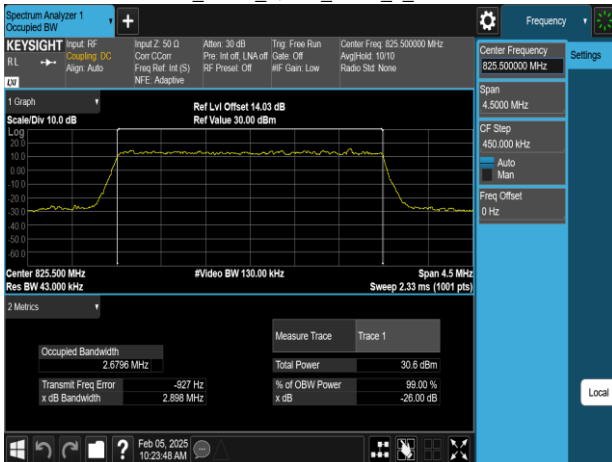 Spectrum Analyzer 1
Occupied BW
+
Frequency
KEYSIGHT
RL
LXI
Input: RF
Coupling: DC
Align: Auto
Input Z: 50 Ω
Corr CCorr
Freq Ref: Int (S)
NFE: Adaptive
Atten: 30 dB
Pre: Int off, LNA off
RF Preset: Off
Trig: Free Run
Gate: Off
#IF Gain: Low
Center Freq: 825.500000 MHz
Avg|Hold: 10/10
Radio Std: None
Center Frequency
825.500000 MHz
Settings
Span
4.5000 MHz
CF Step
450.000 kHz
Auto
Man
Freq Offset
0 Hz
Local
1 Graph
Scale/Div 10.0 dB
Ref Lvl Offset 14.03 dB
Ref Value 30.00 dBm
Log
20.0
10.0
0.00
-10.0
-20.0
-30.0
-40.0
-50.0
-60.0
Center 825.500 MHz
Res BW 43.000 kHz
#Video BW 130.00 kHz
Span 4.5 MHz
Sweep 2.33 ms (1001 pts)
2 Metrics
Measure Trace Trace 1
Occupied Bandwidth
2.6796 MHz
Total Power 30.6 dBm
Transmit Freq Error -927 Hz
x dB Bandwidth 2.898 MHz
% of OBW Power 99.00 %
x dB -26.00 dB
?
Feb 05, 2025
10:23:48 AM